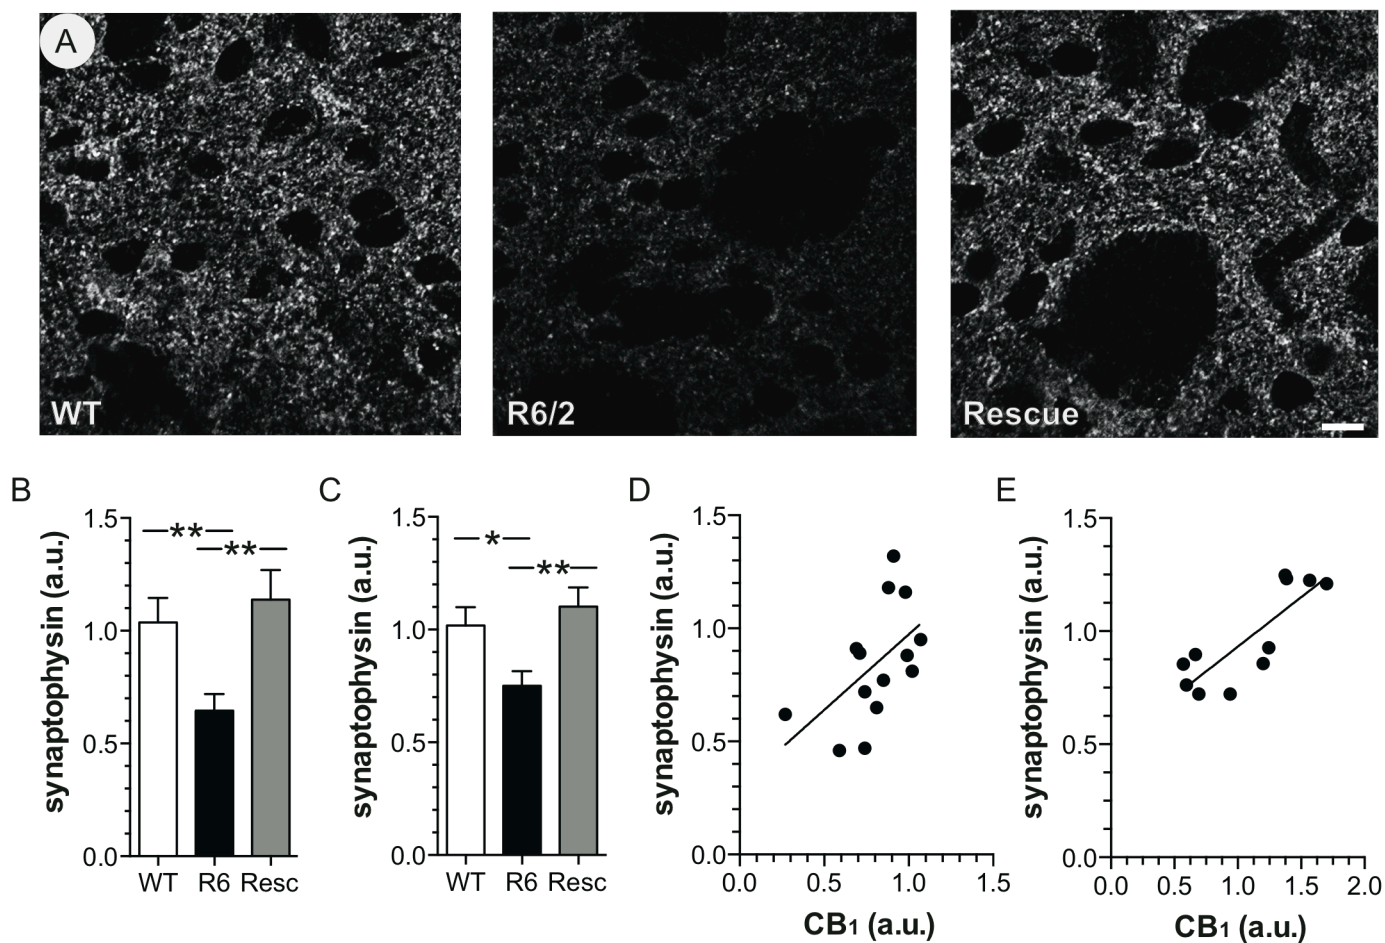 A
WT
R6/2
Rescue
B
synaptophysin (a.u.)
1.5
1.0
0.5
0.0
**
**
WT R6 Resc
C
synaptophysin (a.u.)
1.5
1.0
0.5
0.0
*
**
WT R6 Resc
D
synaptophysin (a.u.)
1.5
1.0
0.5
0.0
0.0 0.5 1.0 1.5
CB1 (a.u.)
E
synaptophysin (a.u.)
1.5
1.0
0.5
0.0
0.0 0.5 1.0 1.5 2.0
CB1 (a.u.)